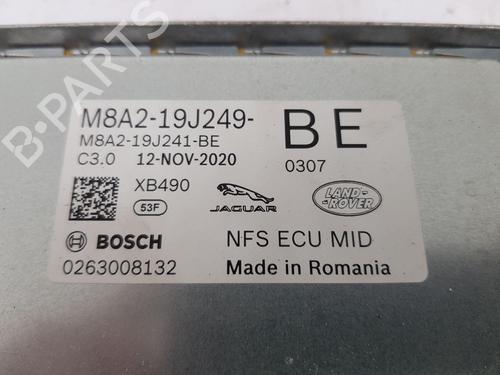 M8A2-19J249-
BE
M8A2-19J241-BE
C3.0 12-NOV-2020
0307
XB490
53F
JAGUAR
LAND-ROVER
BOSCH
NFS ECU MID
0263008132
Made in Romania